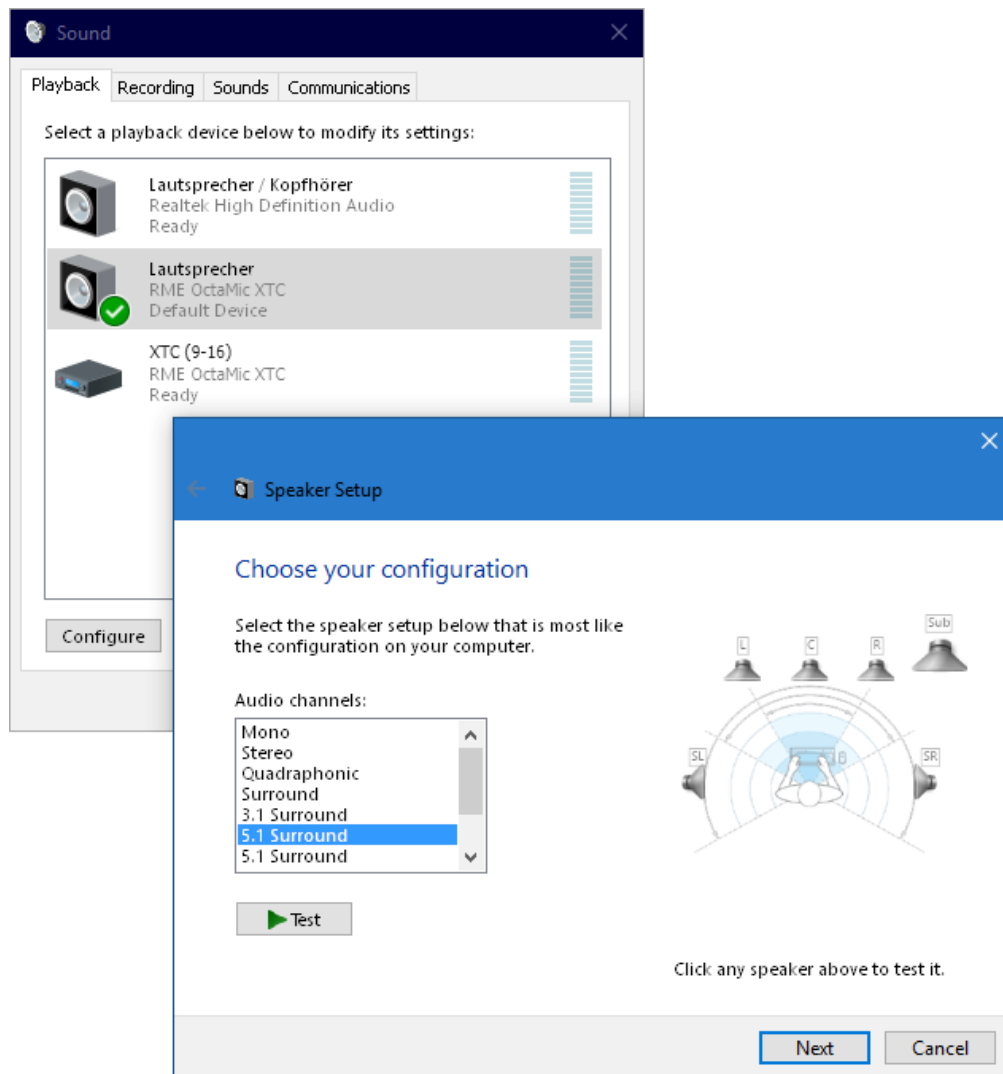 Sound
Playback
Recording
Sounds
Communications
Select a playback device below to modify its settings:
Lautsprecher / Kopfhörer
Realtek High Definition Audio
Ready
Lautsprecher
RME OctaMic XTC
Default Device
XTC (9-16)
RME OctaMic XTC
Ready
Configure
Speaker Setup
Choose your configuration
Select the speaker setup below that is most like
the configuration on your computer.
Audio channels:
Mono
Stereo
Quadraphonic
Surround
3.1 Surround
5.1 Surround
5.1 Surround
Test
L
C
R
Sub
SL
SR
Click any speaker above to test it.
Next
Cancel